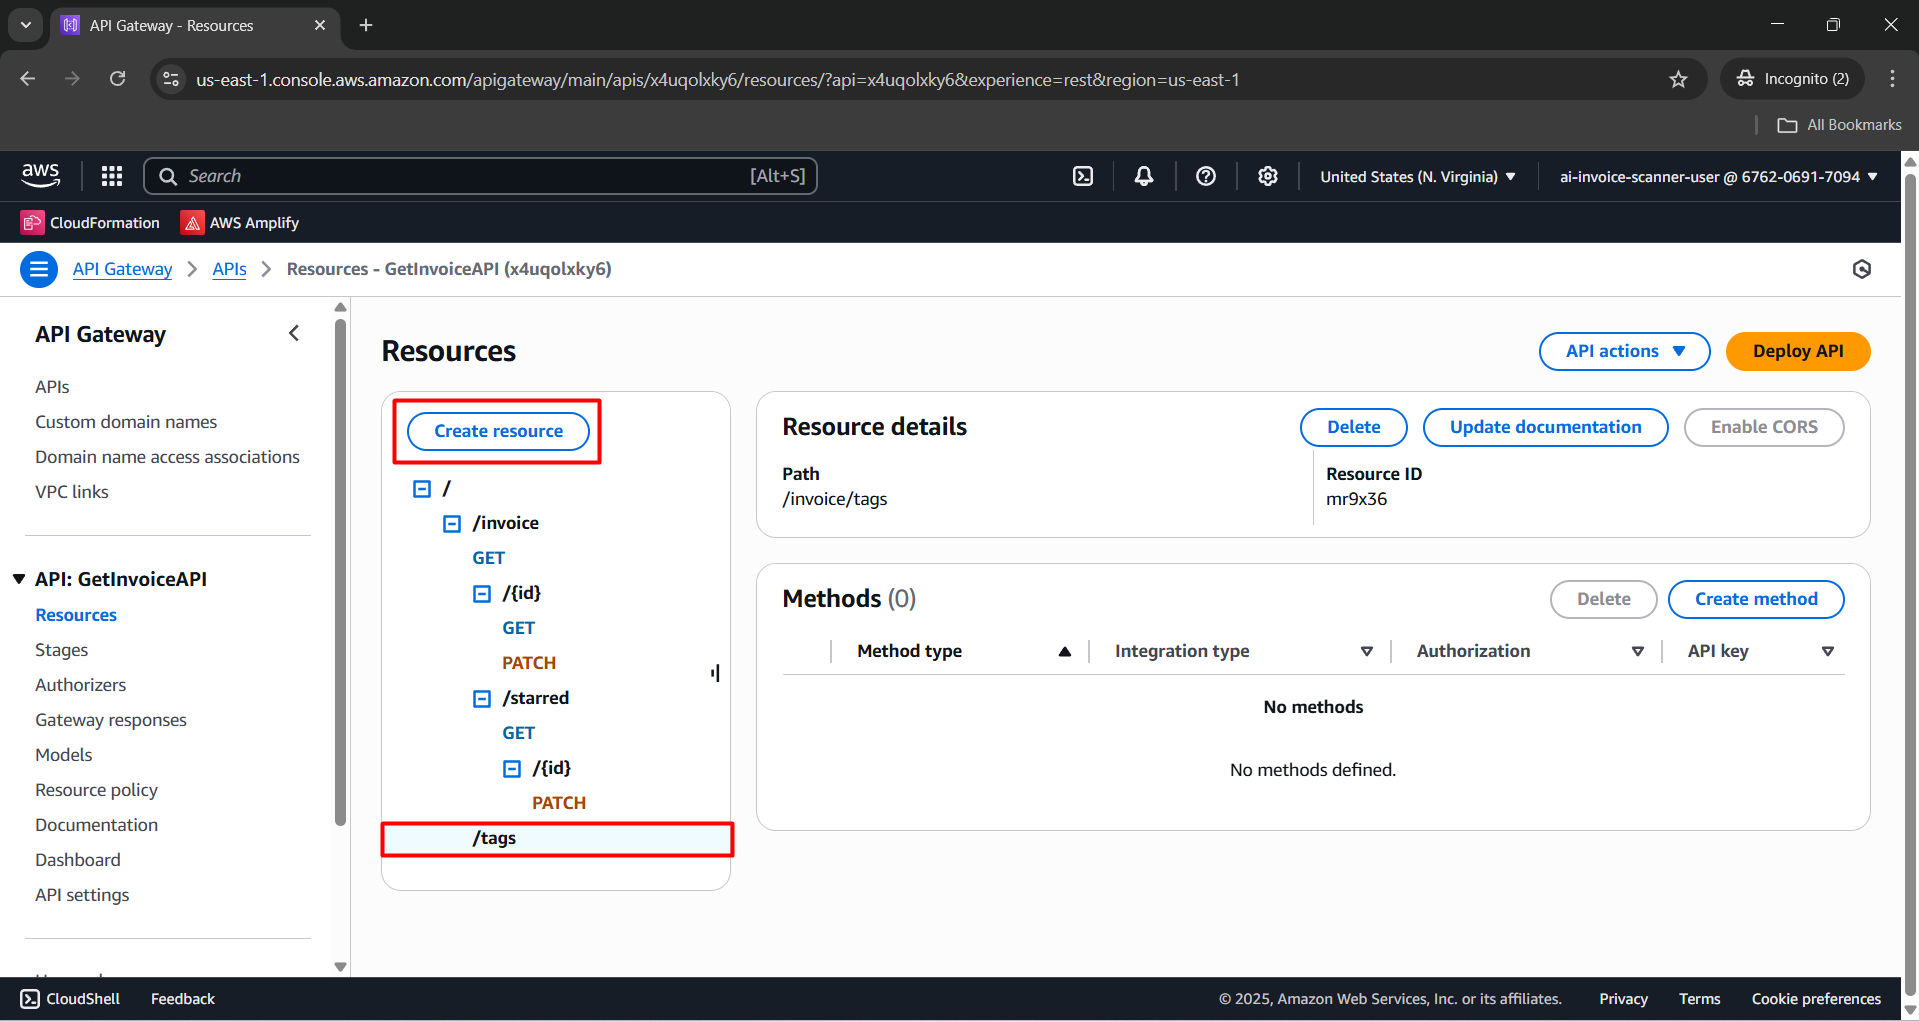 API Gateway - Resources
us-east-1.console.aws.amazon.com/apigateway/main/apis/x4uqolxky6/resources/?api=x4uqolxky6&experience=rest&region=us-east-1
Incognito (2)
All Bookmarks
aws
Search
[Alt+S]
United States (N. Virginia)
ai-invoice-scanner-user @ 6762-0691-7094
CloudFormation
AWS Amplify
API Gateway
APIs
Resources - GetInvoiceAPI (x4uqolxky6)
API Gateway
APIs
Custom domain names
Domain name access associations
VPC links
API: GetInvoiceAPI
Resources
Stages
Authorizers
Gateway responses
Models
Resource policy
Documentation
Dashboard
API settings
Resources
API actions
Deploy API
Create resource
/
/invoice
GET
/{id}
GET
PATCH
/starred
GET
/{id}
PATCH
/tags
Resource details
Delete
Update documentation
Enable CORS
Path
/invoice/tags
Resource ID
mr9x36
Methods (0)
Delete
Create method
Method type
Integration type
Authorization
API key
No methods
No methods defined.
CloudShell
Feedback
© 2025, Amazon Web Services, Inc. or its affiliates.
Privacy
Terms
Cookie preferences